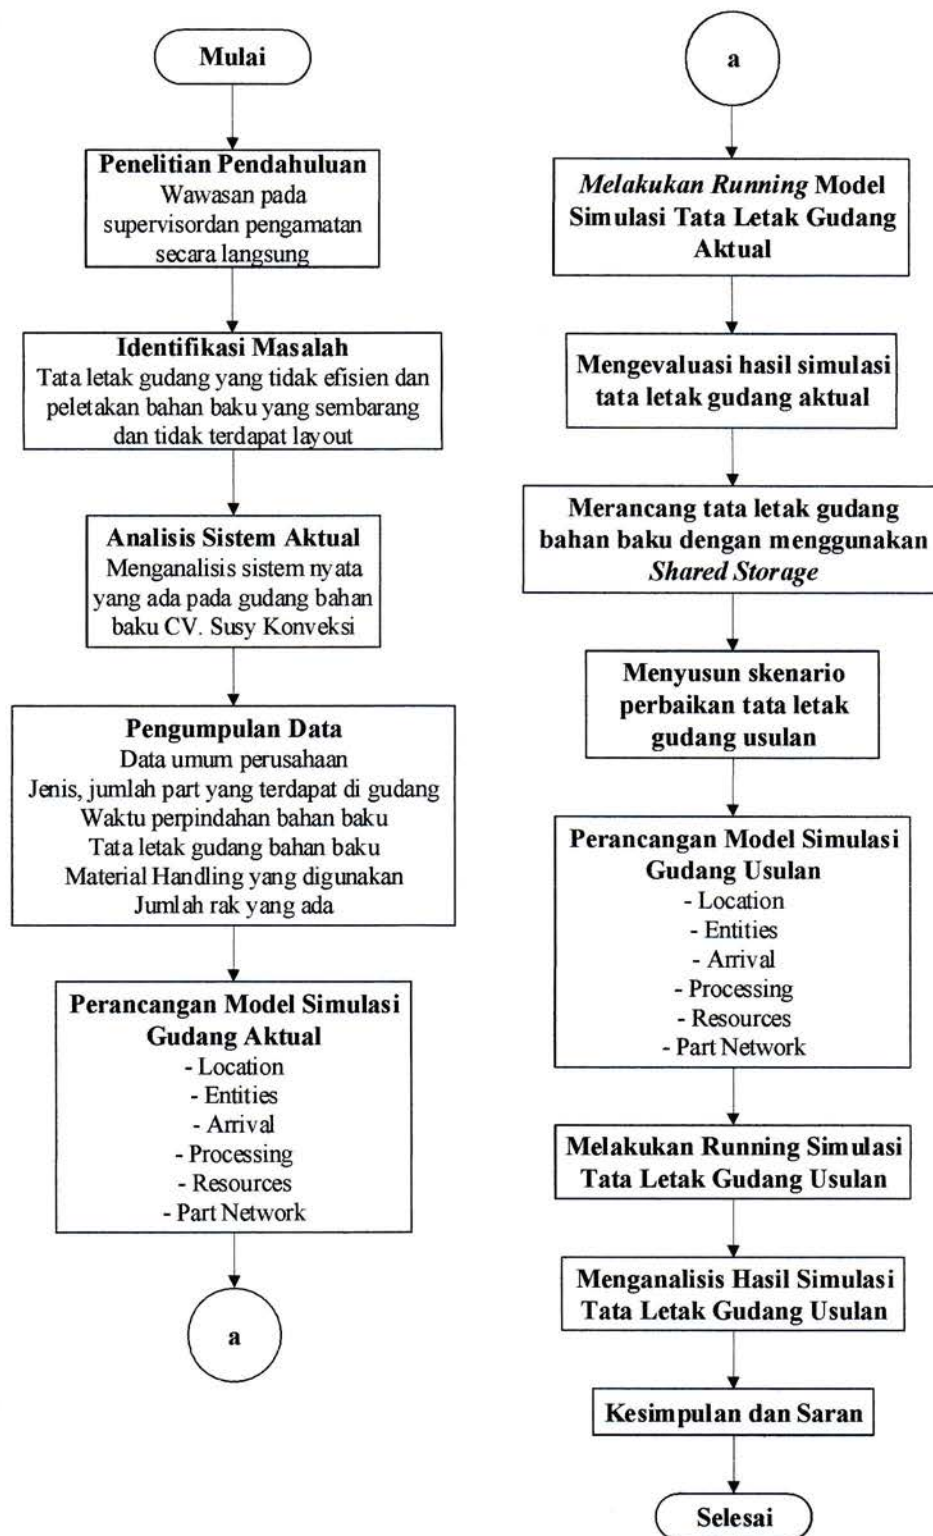 Mulai
Penelitian Pendahuluan
Wawasan pada
supervisordan pengamatan
secara langsung
Identifikasi Masalah
Tata letak gudang yang tidak efisien dan
peletakan bahan baku yang sembarang
dan tidak terdapat layout
Analisis Sistem Aktual
Menganalisis sistem nyata
yang ada pada gudang bahan
baku CV. Susy Konveksi
Pengumpulan Data
Data umum perusahaan
Jenis, jumlah part yang terdapat di gudang
Waktu perpindahan bahan baku
Tata letak gudang bahan baku
Material Handling yang digunakan
Jumlah rak yang ada
Perancangan Model Simulasi
Gudang Aktual
- Location
- Entities
- Arrival
- Processing
- Resources
- Part Network
a
a
Melakukan Running Model
Simulasi Tata Letak Gudang
Aktual
Mengevaluasi hasil simulasi
tata letak gudang aktual
Merancang tata letak gudang
bahan baku dengan menggunakan
Shared Storage
Menyusun skenario
perbaikan tata letak
gudang usulan
Perancangan Model Simulasi
Gudang Usulan
- Location
- Entities
- Arrival
- Processing
- Resources
- Part Network
Melakukan Running Simulasi
Tata Letak Gudang Usulan
Menganalisis Hasil Simulasi
Tata Letak Gudang Usulan
Kesimpulan dan Saran
Selesai